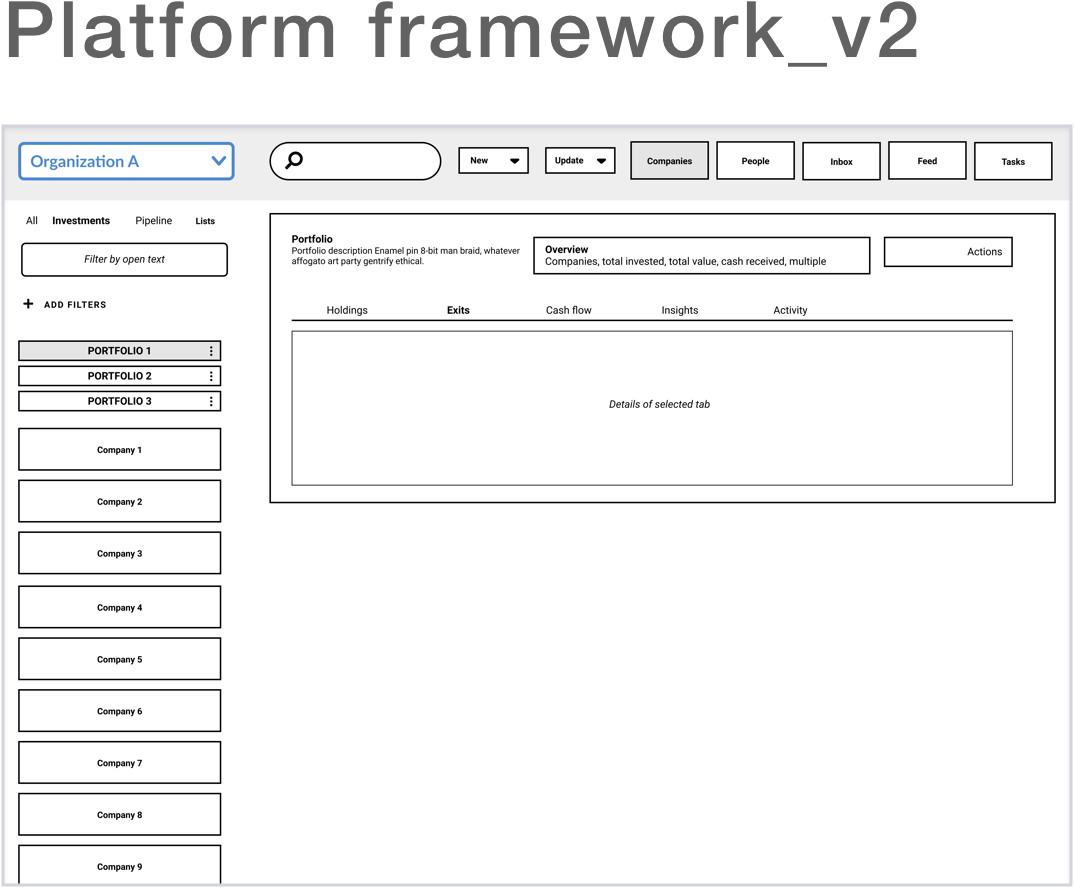 Platform framework_v2
Organization A
New
Update
Companies
People
Inbox
Feed
Tasks
All
Investments
Pipeline
Lists
Filter by open text
ADD FILTERS
PORTFOLIO 1
PORTFOLIO 2
PORTFOLIO 3
Company 1
Company 2
Company 3
Company 4
Company 5
Company 6
Company 7
Company 8
Company 9
Portfolio
Portfolio description Enamel pin 8-bit man braid, whatever
affogato art party gentrify ethical.
Overview
Companies, total invested, total value, cash received, multiple
Actions
Holdings
Exits
Cash flow
Insights
Activity
Details of selected tab